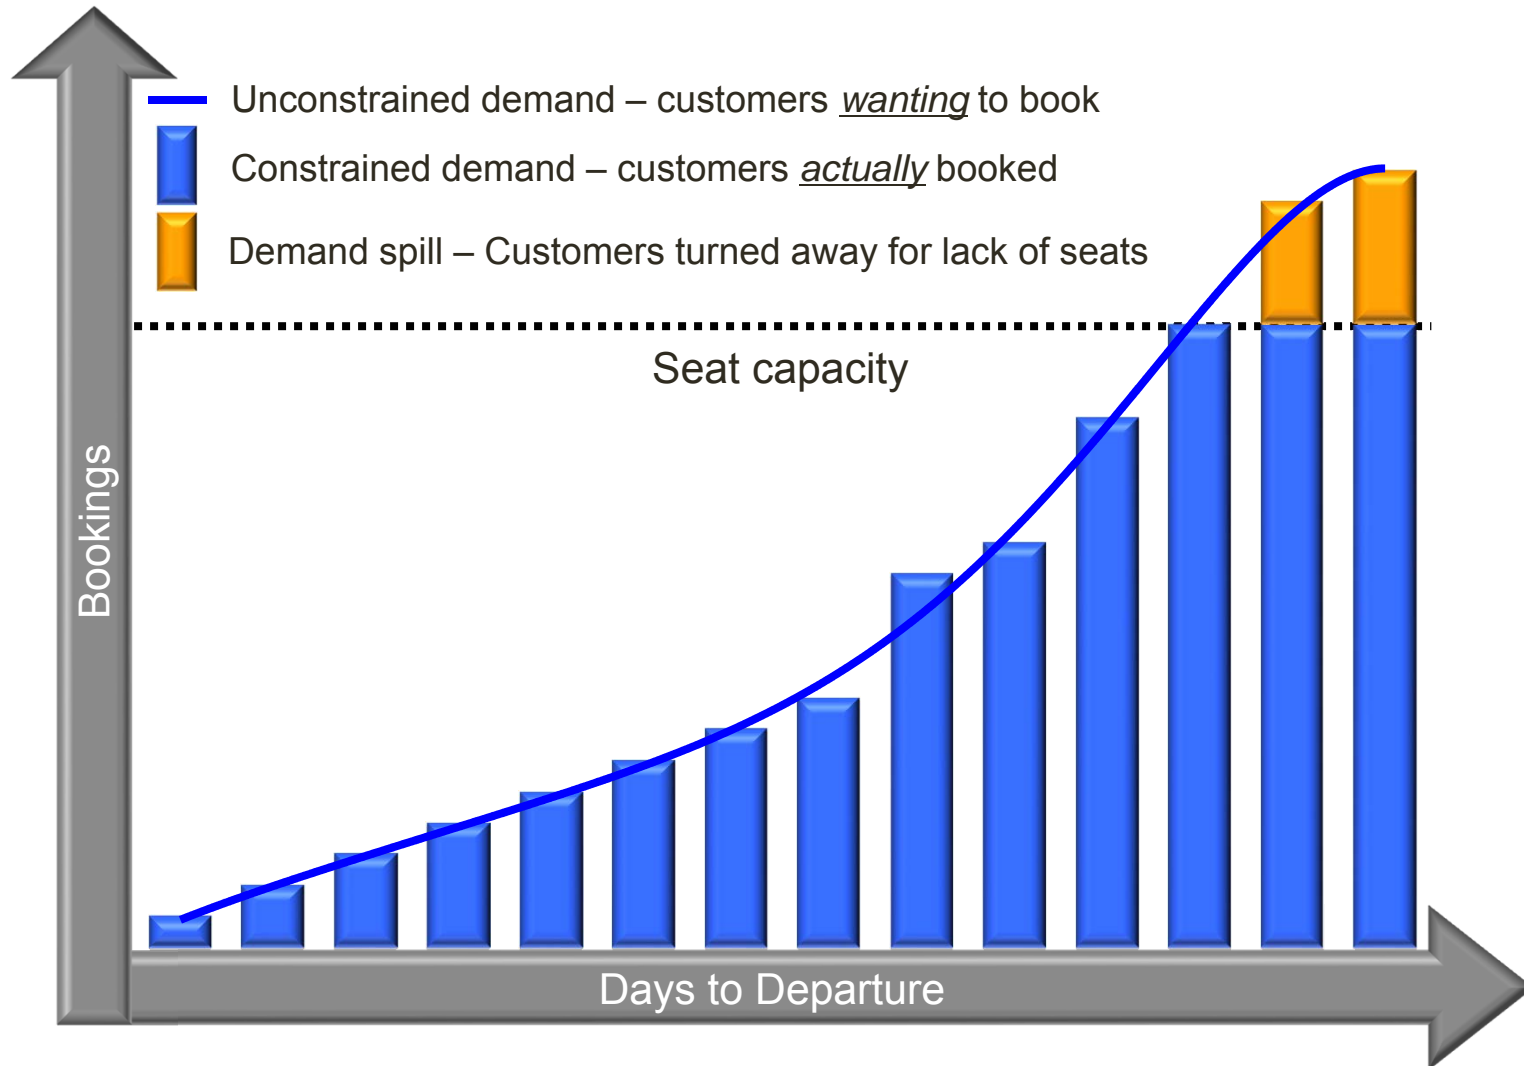 Unconstrained demand – customers wanting to book
Constrained demand – customers actually booked
Demand spill – Customers turned away for lack of seats
Seat capacity
Bookings
Days to Departure